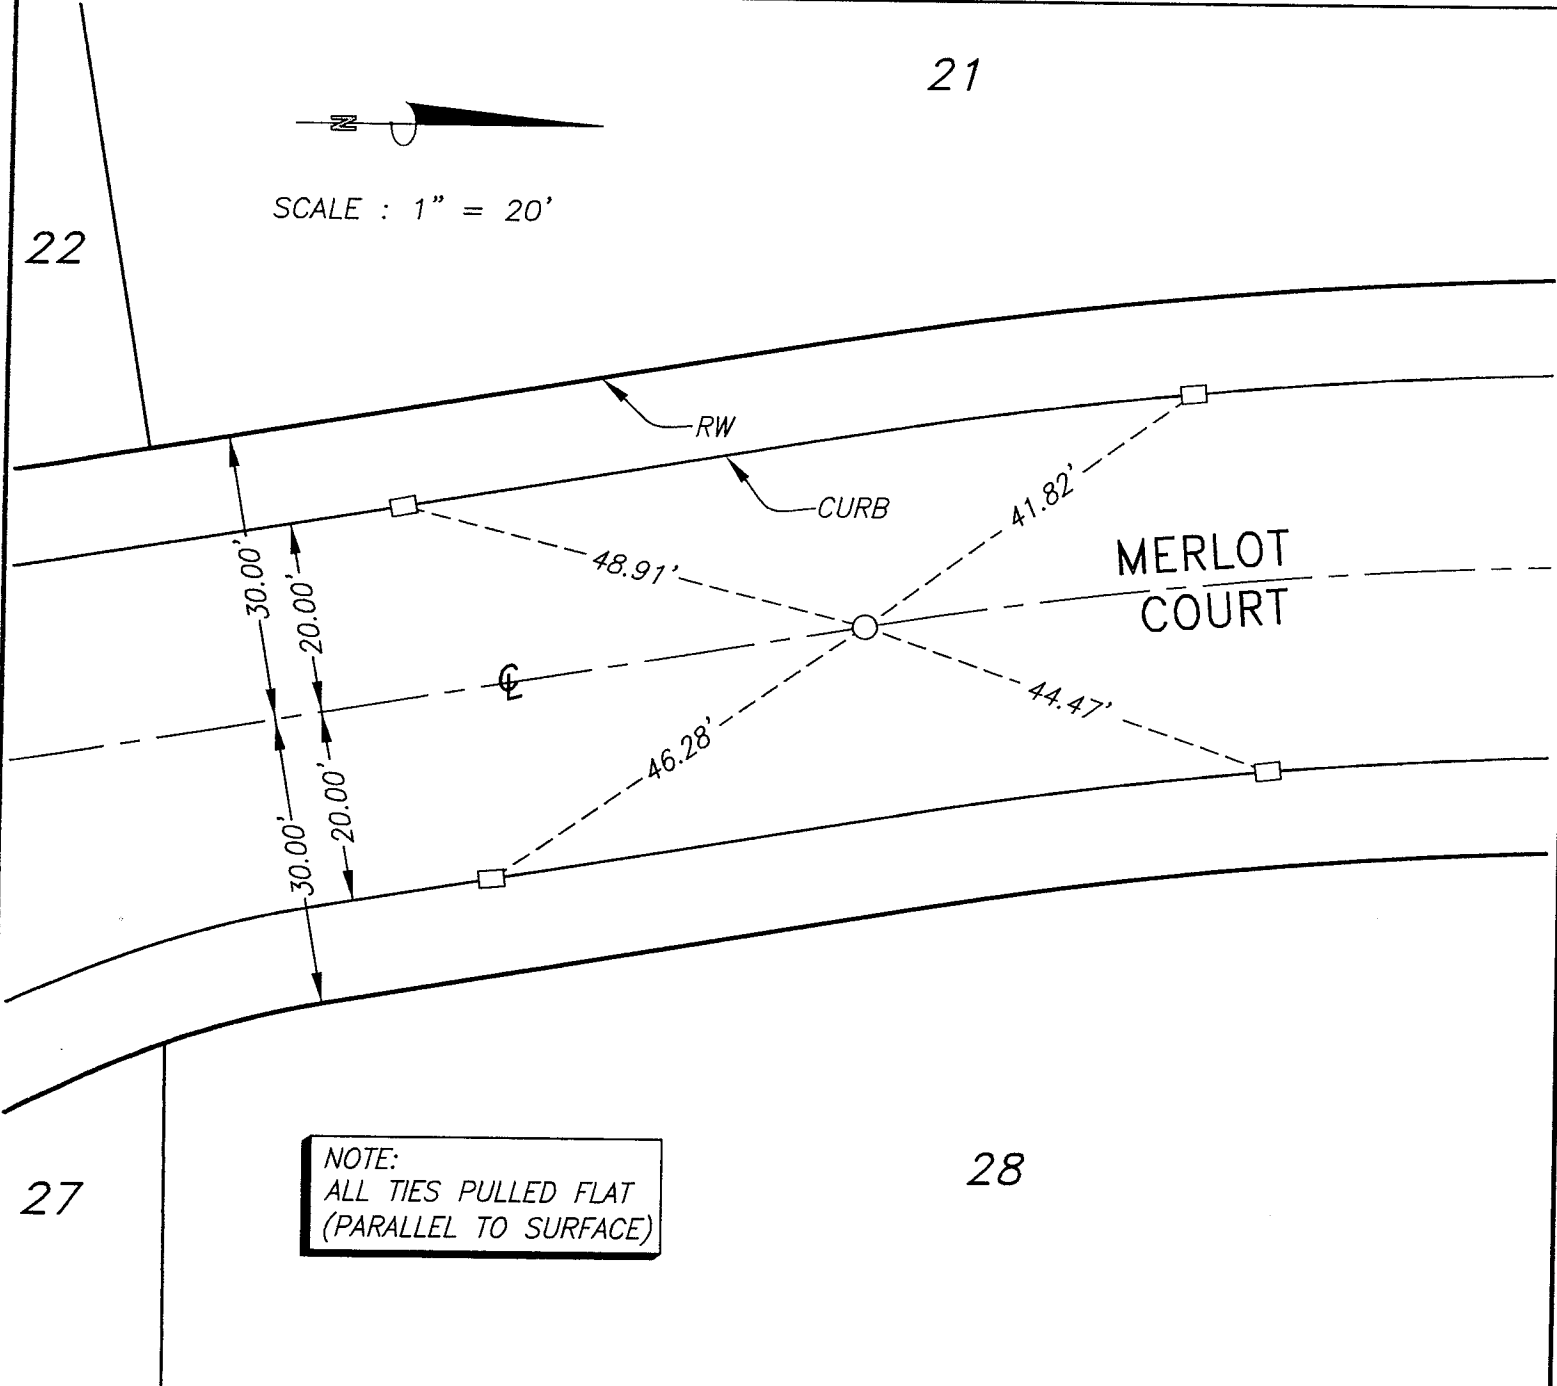 21
N
SCALE : 1" = 20'
22
RW
CURB
41.82'
48.91'
MERLOT
COURT
30.00'
20.00'
℄
44.47'
46.28'
20.00'
30.00'
NOTE:
ALL TIES PULLED FLAT
(PARALLEL TO SURFACE)
27
28